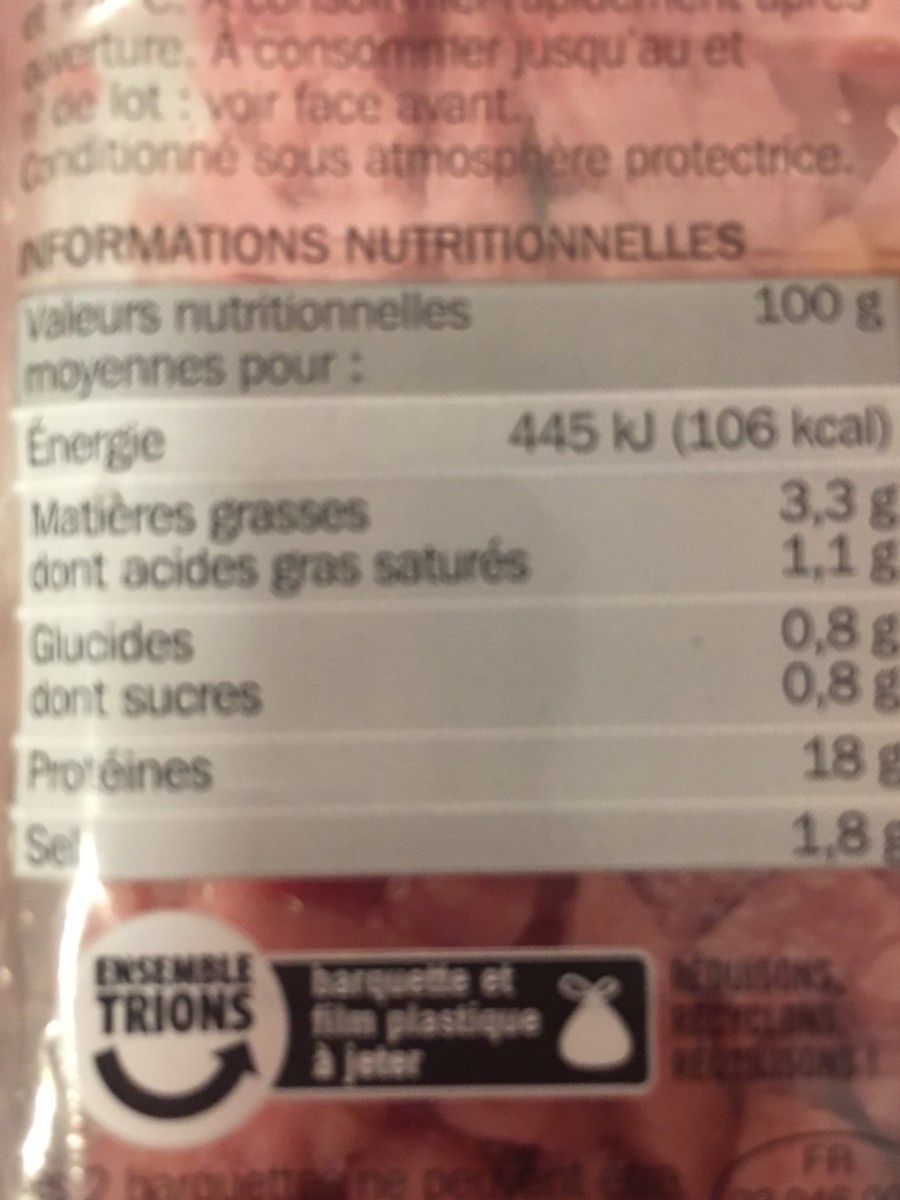 ouverture. À consommer jusqu'au et
de lot : voir face avant.
conditionné sous atmosphère protectrice.
NFORMATIONS NUTRITIONNELLES
Valeurs nutritionnelles 100 g
moyennes pour :
Énergie 445 kJ (106 kcal)
Matières grasses 3,3 g
dont acides gras saturés 1,1 g
Glucides 0,8 g
dont sucres 0,8 g
Protéines 18 g
Sel 1,8 g
ENSEMBLE
TRIONS
barquette et
film plastique
à jeter
RÉDUISONS,
RECYCLONS
FR